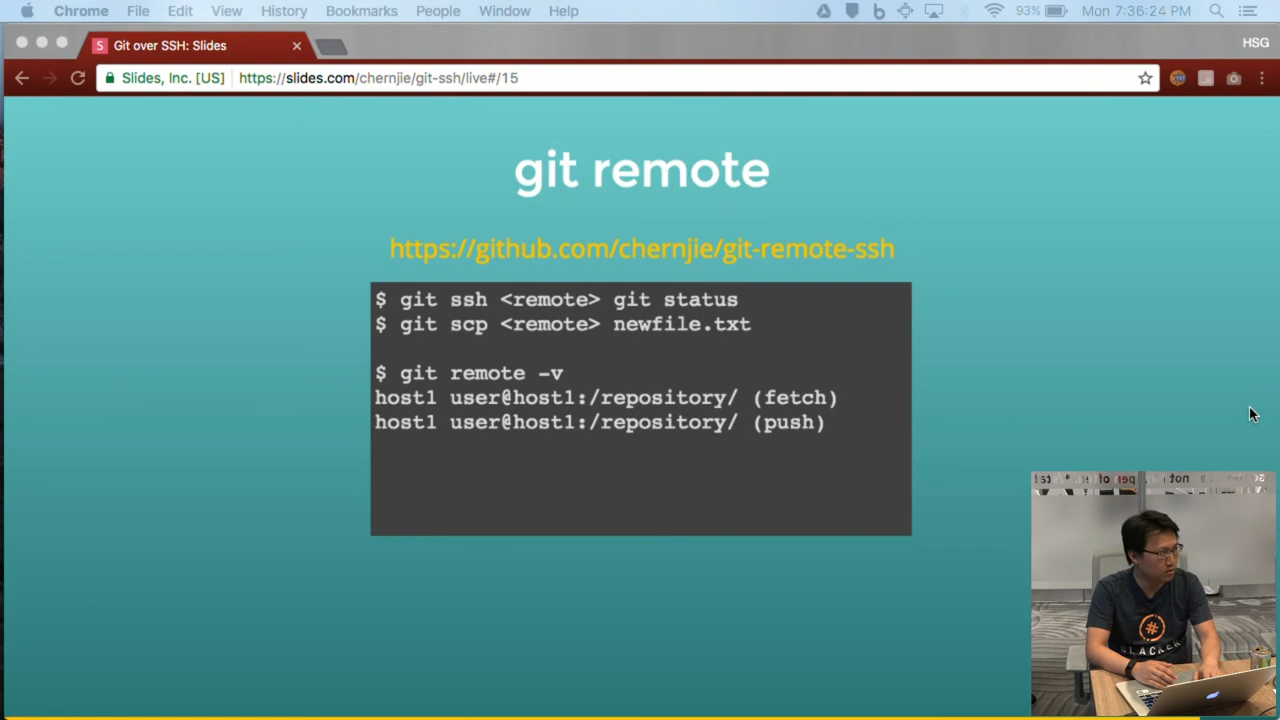 Chrome File Edit View History Bookmarks People Window Help 93% Mon 7:36:24 PM
Git over SSH: Slides HSG
Slides, Inc. [US] https://slides.com/chernjie/git-ssh/live#/15
git remote
https://github.com/chernjie/git-remote-ssh
$ git ssh <remote> git status
$ git scp <remote> newfile.txt
$ git remote -v
host1 user@host1:/repository/ (fetch)
host1 user@host1:/repository/ (push)
#